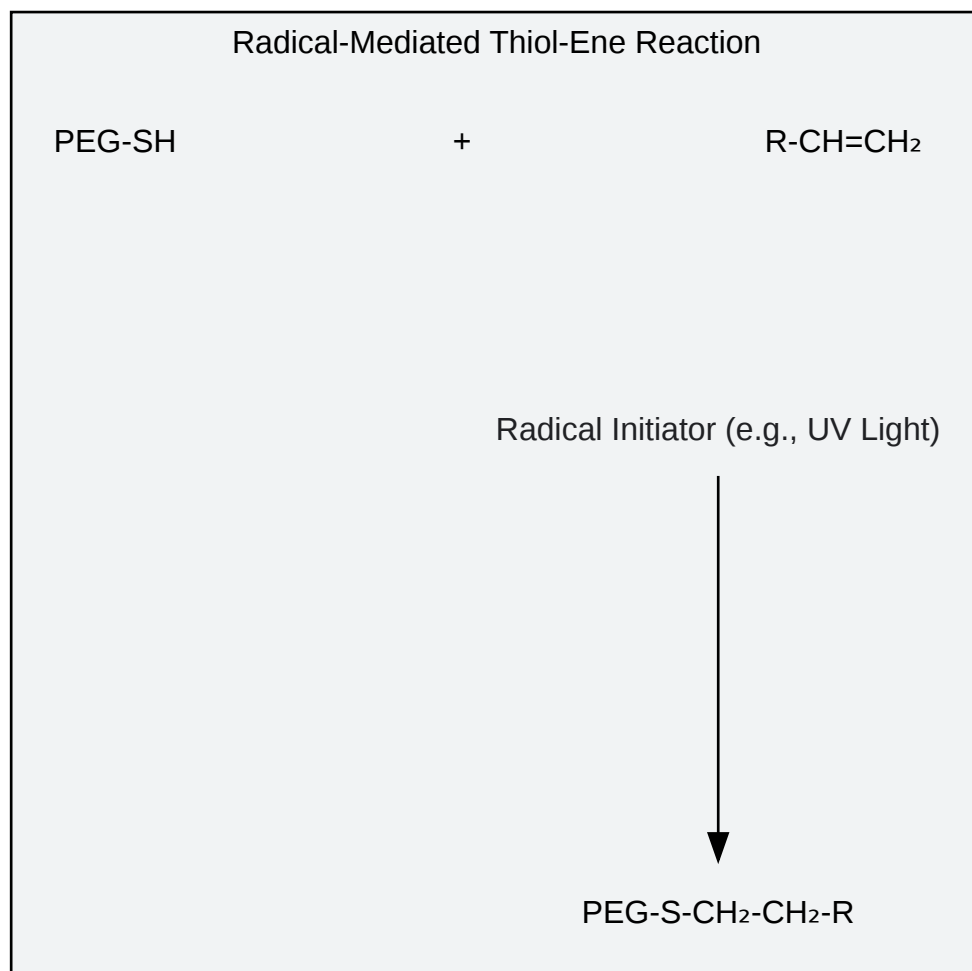 Radical-Mediated Thiol-Ene Reaction
PEG-SH + R-CH=CH₂
Radical Initiator (e.g., UV Light)
PEG-S-CH₂-CH₂-R